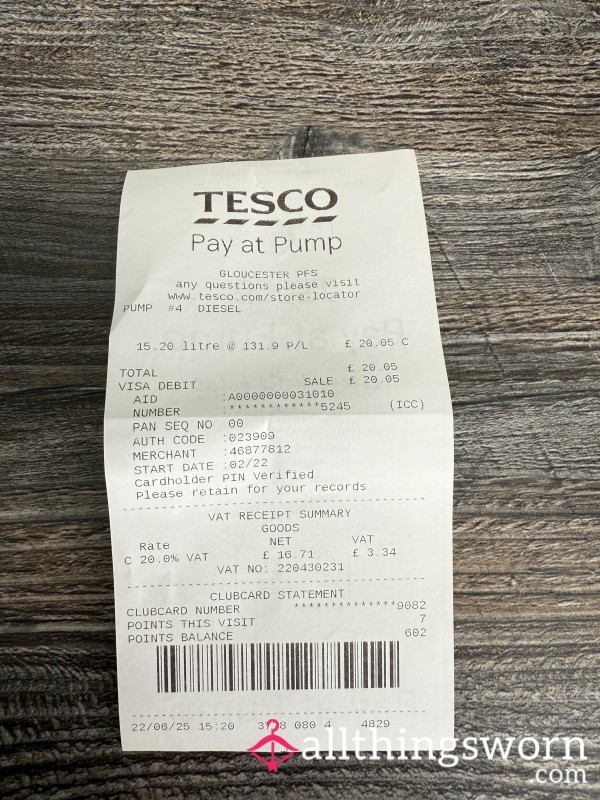 TESCO
Pay at Pump
GLOUCESTER PFS
any questions please visit
www.tesco.com/store-locator
PUMP #4 DIESEL
15.20 litre @ 131.9 P/L £ 20.05 C
TOTAL £ 20.05
VISA DEBIT SALE £ 20.05
AID :A0000000031010
NUMBER :************5245 (ICC)
PAN SEQ NO 00
AUTH CODE :023909
MERCHANT :46877812
START DATE :02/22
Cardholder PIN Verified
Please retain for your records
VAT RECEIPT SUMMARY
GOODS
Rate NET VAT
C 20.0% VAT £ 16.71 £ 3.34
VAT NO: 220430231
CLUBCARD STATEMENT
CLUBCARD NUMBER **************9082
POINTS THIS VISIT 7
POINTS BALANCE 602
22/06/25 15:20 080 4 4829
allthingsworn
.com